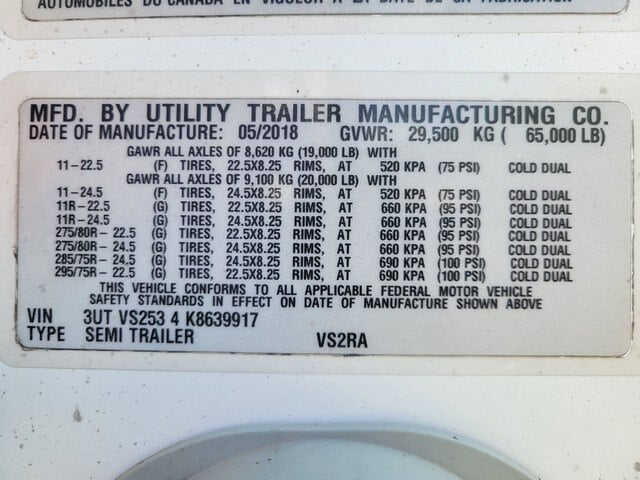 AUTOMOBILES DU CANADA EN VIGUEUR A LA DATE DE SA FABRICATION
MFD. BY UTILITY TRAILER MANUFACTURING CO.
DATE OF MANUFACTURE: 05/2018 GVWR: 29,500 KG ( 65,000 LB)
GAWR ALL AXLES OF 8,620 KG (19,000 LB) WITH
11-22.5 (F) TIRES, 22.5X8.25 RIMS, AT 520 KPA (75 PSI) COLD DUAL
GAWR ALL AXLES OF 9,100 KG (20,000 LB) WITH
11-24.5 (F) TIRES, 24.5X8.25 RIMS, AT 520 KPA (75 PSI) COLD DUAL
11R-22.5 (G) TIRES, 22.5X8.25 RIMS, AT 660 KPA (95 PSI) COLD DUAL
11R-24.5 (G) TIRES, 24.5X8.25 RIMS, AT 660 KPA (95 PSI) COLD DUAL
275/80R- 22.5 (G) TIRES, 22.5X8.25 RIMS, AT 660 KPA (95 PSI) COLD DUAL
275/80R- 24.5 (G) TIRES, 24.5X8.25 RIMS, AT 660 KPA (95 PSI) COLD DUAL
285/75R- 24.5 (G) TIRES, 24.5X8.25 RIMS, AT 690 KPA (100 PSI) COLD DUAL
295/75R- 22.5 (G) TIRES, 22.5X8.25 RIMS, AT 690 KPA (100 PSI) COLD DUAL
THIS VEHICLE CONFORMS TO ALL APPLICABLE FEDERAL MOTOR VEHICLE
SAFETY STANDARDS IN EFFECT ON DATE OF MANUFACTURE SHOWN ABOVE
VIN 3UT VS253 4 K8639917
TYPE SEMI TRAILER VS2RA